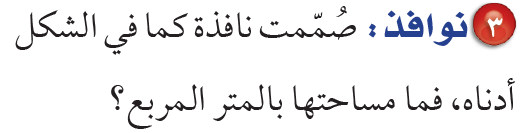 ٣ نوافذ: صُمّمت نافذة كما في الشكل
أدناه، فما مساحتها بالمتر المربع؟